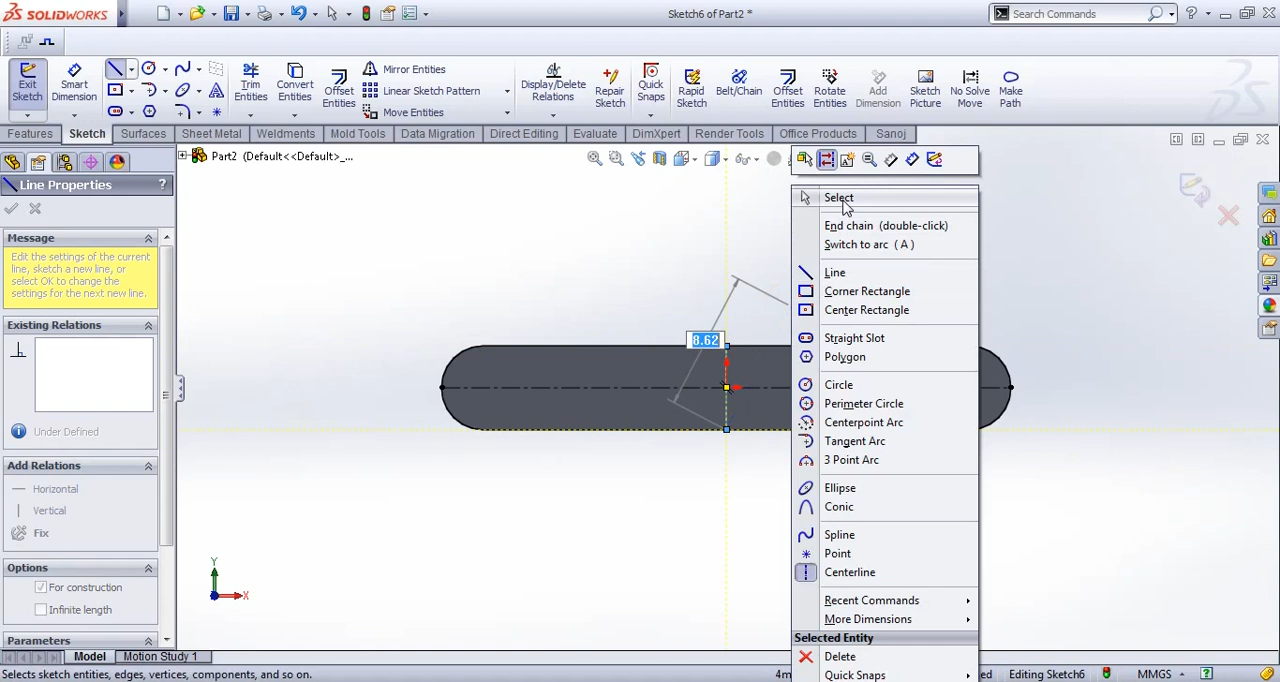 SOLIDWORKS
Sketch6 of Part2 *
Search Commands
Exit Sketch
Smart Dimension
Trim Entities
Convert Entities
Offset Entities
Mirror Entities
Linear Sketch Pattern
Move Entities
Display/Delete Relations
Repair Sketch
Quick Snaps
Rapid Sketch
Belt/Chain
Offset Entities
Rotate Entities
Add Dimension
Sketch Picture
No Solve Move
Make Path
Features
Sketch
Surfaces
Sheet Metal
Weldments
Mold Tools
Data Migration
Direct Editing
Evaluate
DimXpert
Render Tools
Office Products
Sanoj
Part2 (Default<<Default>_...
Line Properties
?
Message
Edit the settings of the current
line, sketch a new line, or
select OK to change the
settings for the next new line.
Existing Relations
Under Defined
Add Relations
Horizontal
Vertical
Fix
Options
For construction
Infinite length
Parameters
8.62
Y
X
Select
End chain (double-click)
Switch to arc ( A )
Line
Corner Rectangle
Center Rectangle
Straight Slot
Polygon
Circle
Perimeter Circle
Centerpoint Arc
Tangent Arc
3 Point Arc
Ellipse
Conic
Spline
Point
Centerline
Recent Commands
More Dimensions
Selected Entity
Delete
Quick Snaps
Model
Motion Study 1
Selects sketch entities, edges, vertices, components, and so on.
Editing Sketch6
MMGS
?